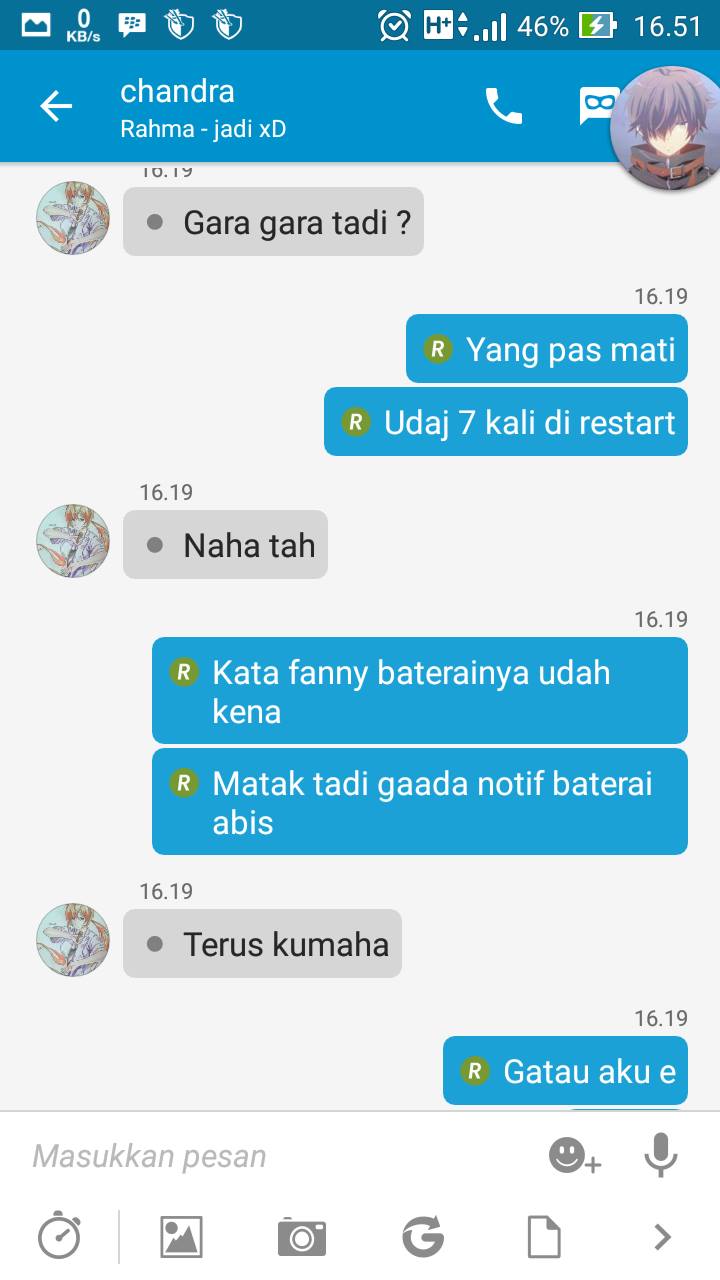 0
KB/s
H+
46%
16.51
chandra
Rahma - jadi xD
16.19
Gara gara tadi ?
16.19
R Yang pas mati
R Udaj 7 kali di restart
16.19
Naha tah
16.19
R Kata fanny baterainya udah
kena
R Matak tadi gaada notif baterai
abis
16.19
Terus kumaha
16.19
R Gatau aku e
Masukkan pesan